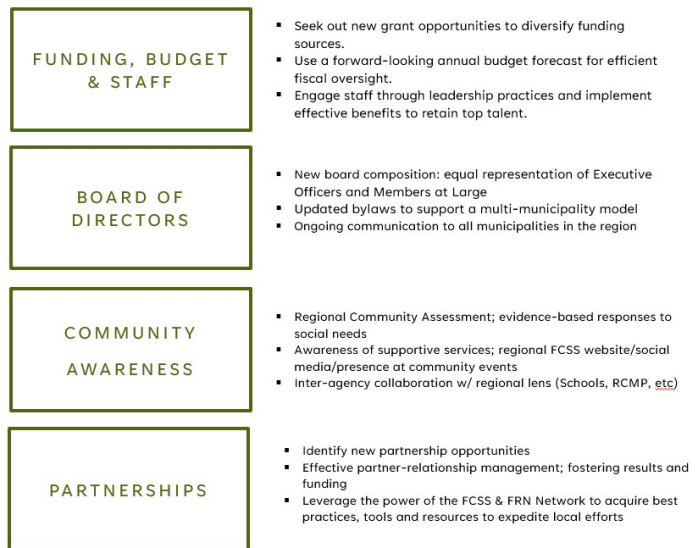 FUNDING, BUDGET
& STAFF
▪ Seek out new grant opportunities to diversify funding
sources.
▪ Use a forward-looking annual budget forecast for efficient
fiscal oversight.
▪ Engage staff through leadership practices and implement
effective benefits to retain top talent.
BOARD OF
DIRECTORS
▪ New board composition: equal representation of Executive
Officers and Members at Large
▪ Updated bylaws to support a multi-municipality model
▪ Ongoing communication to all municipalities in the region
COMMUNITY
AWARENESS
▪ Regional Community Assessment; evidence-based responses to
social needs
▪ Awareness of supportive services; regional FCSS website/social
media/presence at community events
▪ Inter-agency collaboration w/ regional lens (Schools, RCMP, etc)
PARTNERSHIPS
▪ Identify new partnership opportunities
▪ Effective partner-relationship management; fostering results and
funding
▪ Leverage the power of the FCSS & FRN Network to acquire best
practices, tools and resources to expedite local efforts